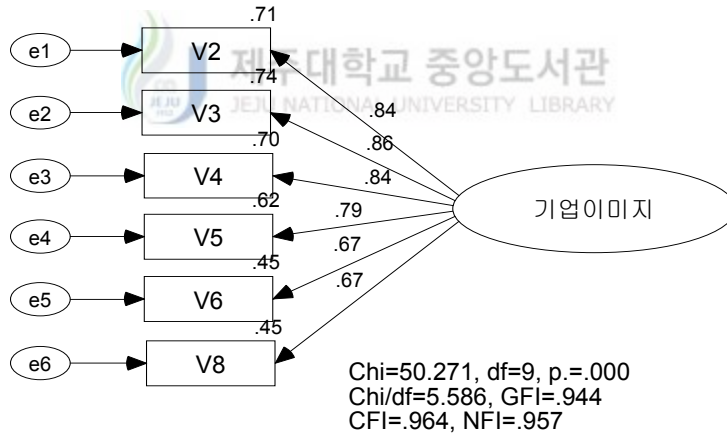 .71
e1 V2
제주대학교 중앙도서관
.74
JEJU NATIONAL UNIVERSITY LIBRARY
e2 V3
.84
.70
.86
e3 V4
.84
.62
.79
기업이미지
e4 V5
.67
.45
e5 V6
.67
.45
e6 V8
Chi=50.271, df=9, p.=.000
Chi/df=5.586, GFI=.944
CFI=.964, NFI=.957